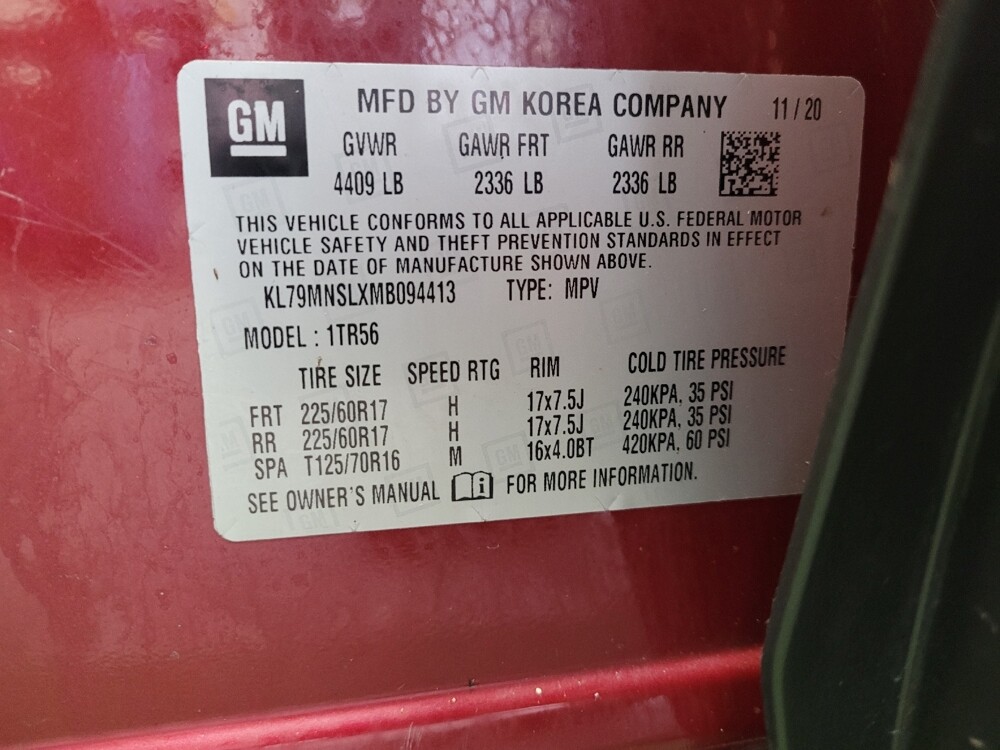 GM MFD BY GM KOREA COMPANY 11 / 20
GVWR GAWR FRT GAWR RR
4409 LB 2336 LB 2336 LB
THIS VEHICLE CONFORMS TO ALL APPLICABLE U.S. FEDERAL MOTOR
VEHICLE SAFETY AND THEFT PREVENTION STANDARDS IN EFFECT
ON THE DATE OF MANUFACTURE SHOWN ABOVE.
KL79MNSLXMB094413 TYPE: MPV
MODEL : 1TR56
TIRE SIZE SPEED RTG RIM COLD TIRE PRESSURE
FRT 225/60R17 H 17x7.5J 240KPA, 35 PSI
RR 225/60R17 H 17x7.5J 240KPA, 35 PSI
SPA T125/70R16 M 16x4.0BT 420KPA, 60 PSI
SEE OWNER'S MANUAL i FOR MORE INFORMATION.